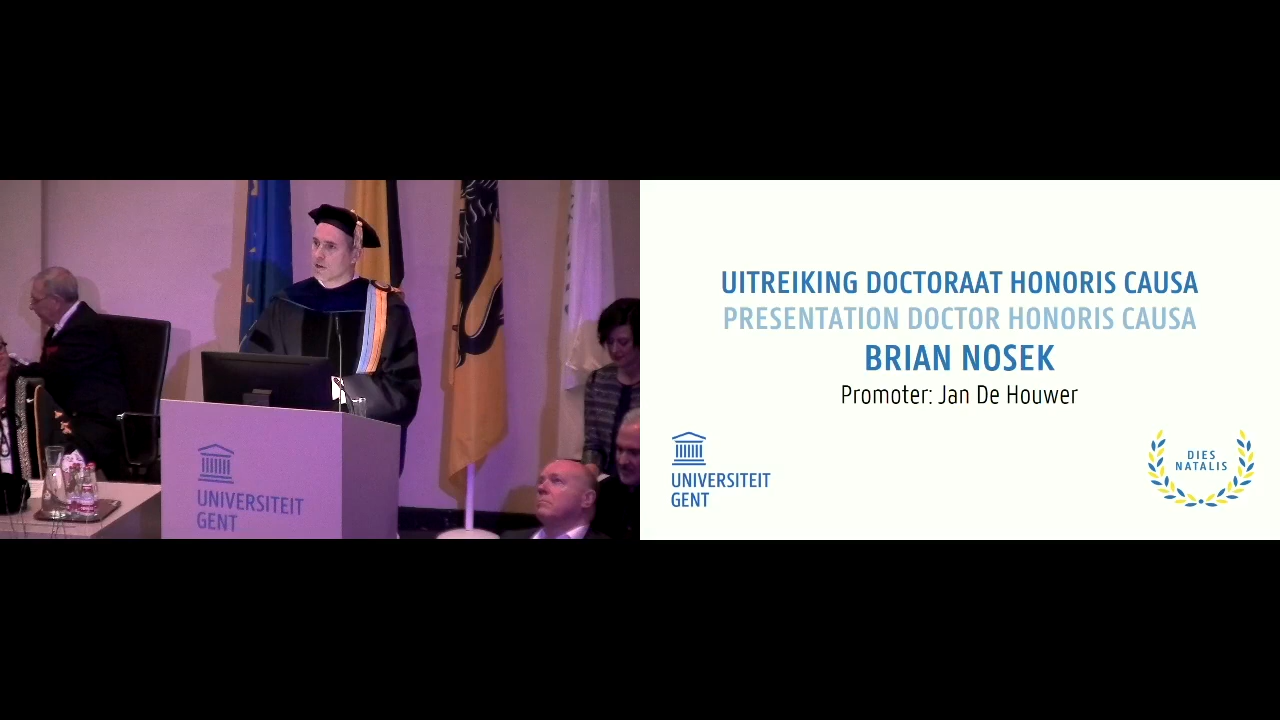 UNIVERSITEIT
GENT
UITREIKING DOCTORAAT HONORIS CAUSA
PRESENTATION DOCTOR HONORIS CAUSA
BRIAN NOSEK
Promoter: Jan De Houwer
UNIVERSITEIT
GENT
DIES
NATALIS